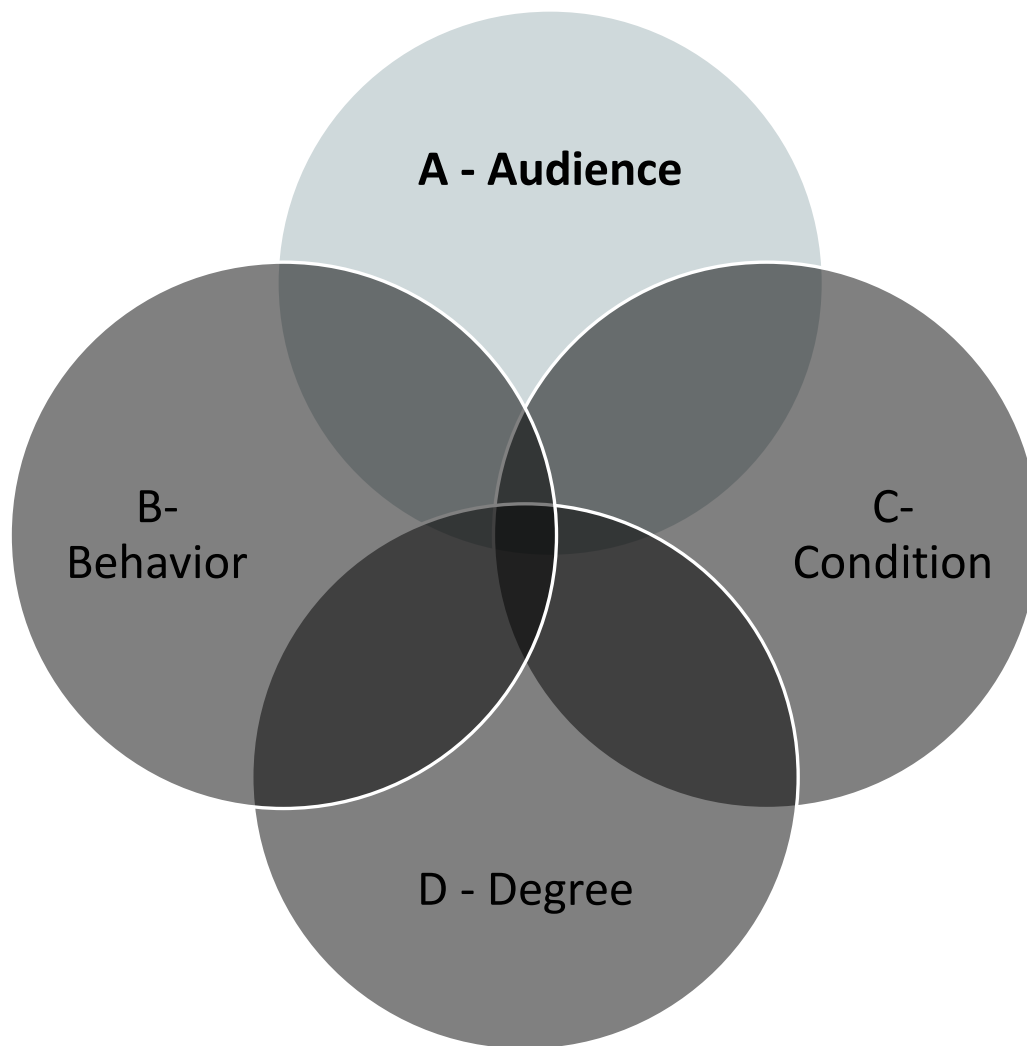 A - Audience
B-
Behavior
C-
Condition
D - Degree